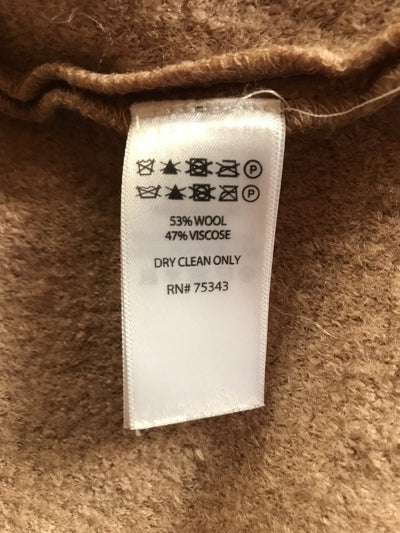 P
P
53% WOOL
47% VISCOSE
DRY CLEAN ONLY
RN# 75343